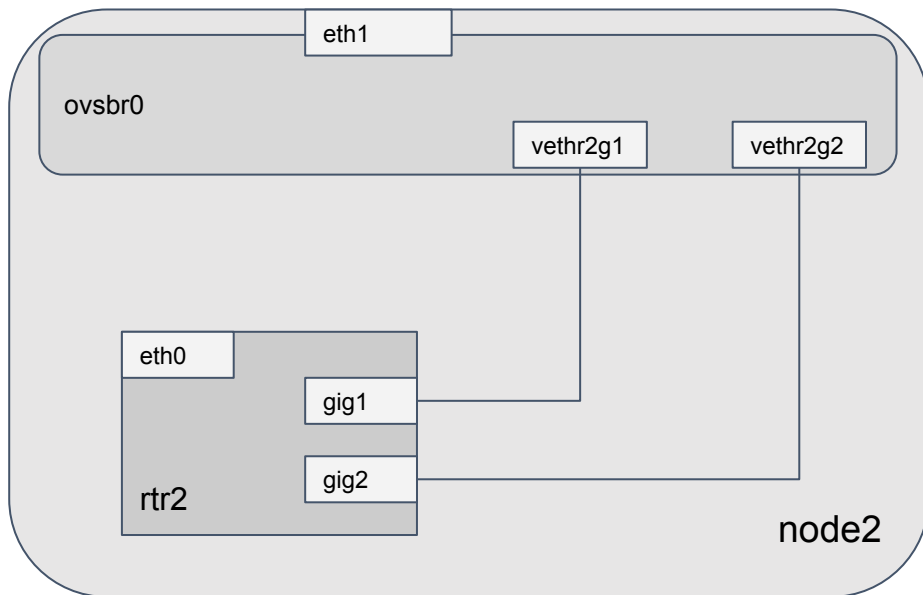 eth1
ovsbr0
vethr2g1
vethr2g2
eth0
gig1
gig2
rtr2
node2